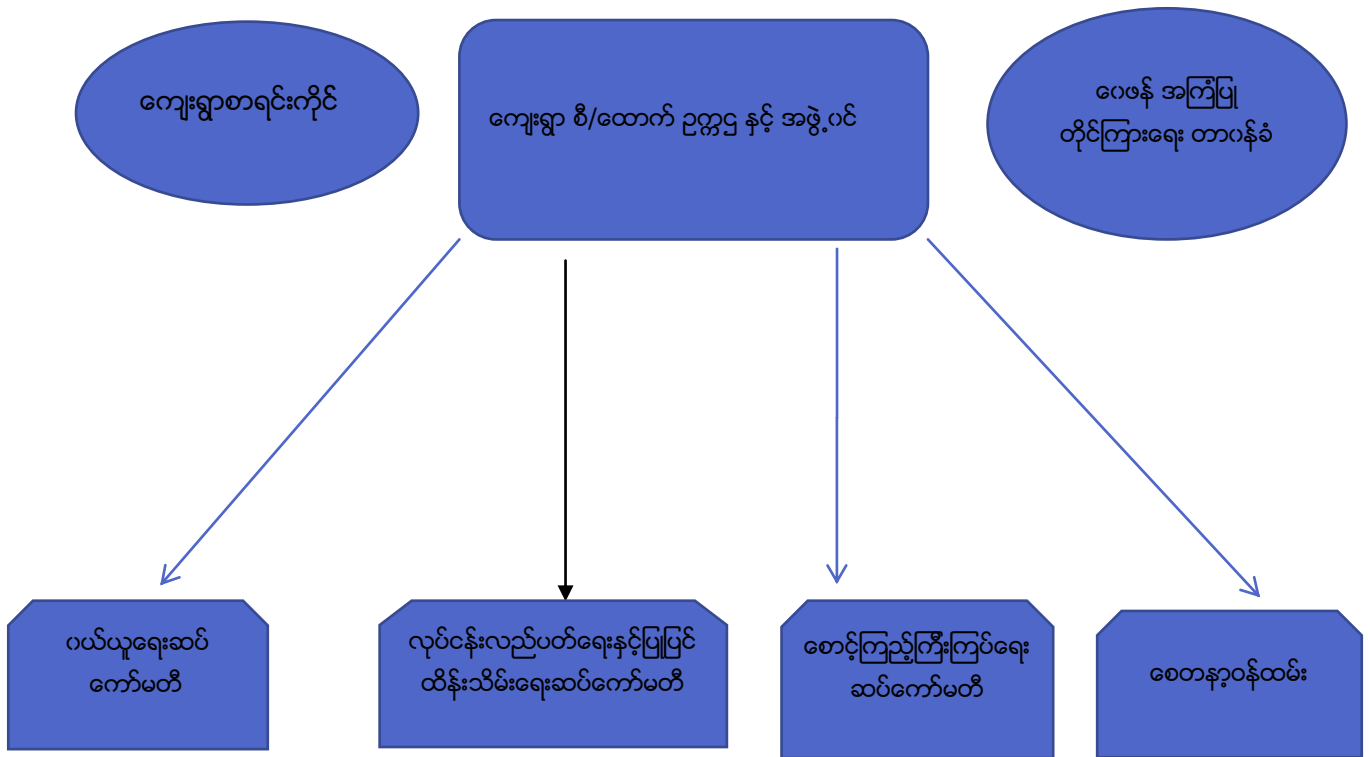 ကျေးရွာစာရင်းကိုင်
ကျေးရွာ စီ/ထောက် ဥက္ကဌ နှင့် အဖွဲ့ဝင်
ဝေဖန် အကြံပြု
တိုင်ကြားရေး တာဝန်ခံ
ဝယ်ယူရေးဆပ်
ကော်မတီ
လုပ်ငန်းလည်ပတ်ရေးနှင့်ပြုပြင်
ထိန်းသိမ်းရေးဆပ်ကော်မတီ
စောင့်ကြည့်ကြီးကြပ်ရေး
ဆပ်ကော်မတီ
စေတနာ့ဝန်ထမ်း